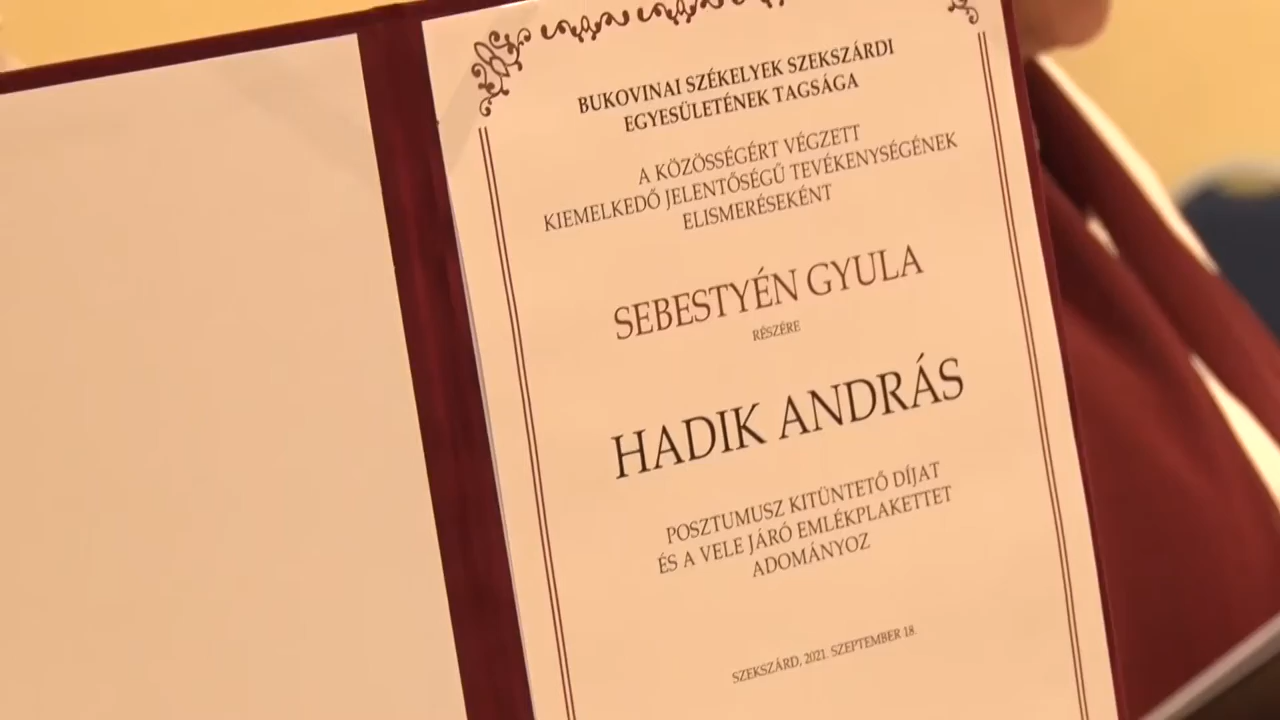 BUKOVINAI SZÉKELYEK SZEKSZÁRDI
EGYESÜLETÉNEK TAGSÁGA
A KÖZÖSSÉGÉRT VÉGZETT
KIEMELKEDŐ JELENTŐSÉGŰ TEVÉKENYSÉGÉNEK
ELISMERÉSEKÉNT
SEBESTYÉN GYULA
RÉSZÉRE
HADIK ANDRÁS
POSZTUMUSZ KITÜNTETŐ DÍJAT
ÉS A VELE JÁRÓ EMLÉKPLAKETTET
ADOMÁNYOZ
SZEKSZÁRD, 2021. SZEPTEMBER 18.